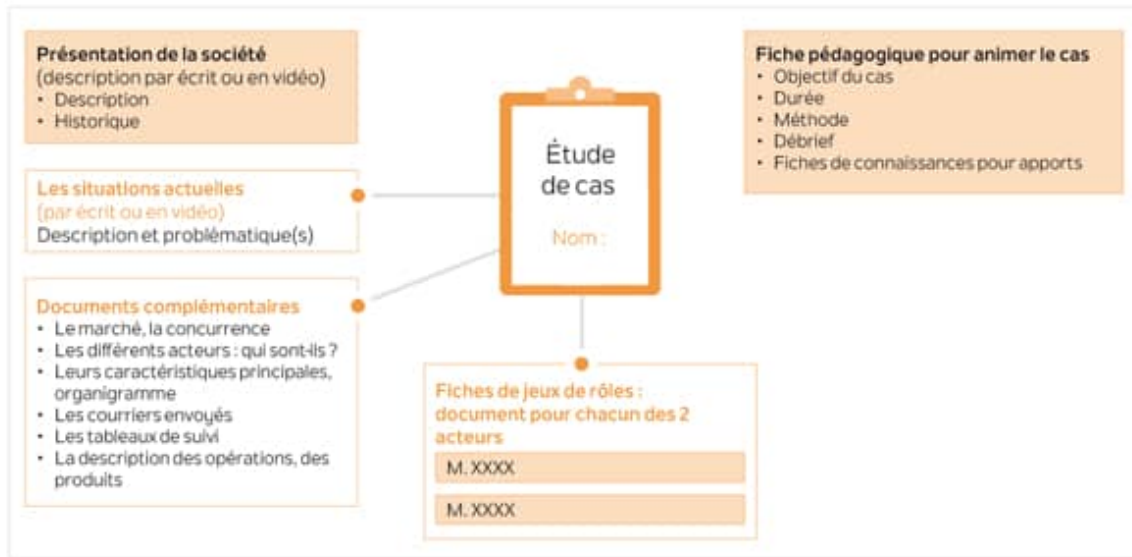 Présentation de la société
(description par écrit ou en vidéo)
• Description
• Historique
Les situations actuelles
(par écrit ou en vidéo)
Description et problématique(s)
Documents complémentaires
• Le marché, la concurrence
• Les différents acteurs : qui sont-ils ?
• Leurs caractéristiques principales,
organigramme
• Les courriers envoyés
• Les tableaux de suivi
• La description des opérations, des
produits
Étude
de cas
Nom :
Fiches de jeux de rôles :
document pour chacun des 2
acteurs
M. XXXX
M. XXXX
Fiche pédagogique pour animer le cas
• Objectif du cas
• Durée
• Méthode
• Débrief
• Fiches de connaissances pour apports